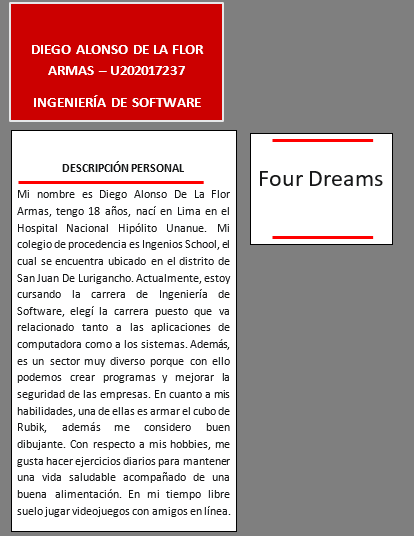 DIEGO ALONSO DE LA FLOR
ARMAS – U202017237
INGENIERÍA DE SOFTWARE
DESCRIPCIÓN PERSONAL
Mi nombre es Diego Alonso De La Flor
Armas, tengo 18 años, nací en Lima en el
Hospital Nacional Hipólito Unanue. Mi
colegio de procedencia es Ingenios School, el
cual se encuentra ubicado en el distrito de
San Juan De Lurigancho. Actualmente, estoy
cursando la carrera de Ingeniería de
Software, elegí la carrera puesto que va
relacionado tanto a las aplicaciones de
computadora como a los sistemas. Además,
es un sector muy diverso porque con ello
podemos crear programas y mejorar la
seguridad de las empresas. En cuanto a mis
habilidades, una de ellas es armar el cubo de
Rubik, además me considero buen
dibujante. Con respecto a mis hobbies, me
gusta hacer ejercicios diarios para mantener
una vida saludable acompañado de una
buena alimentación. En mi tiempo libre
suelo jugar videojuegos con amigos en línea.
Four Dreams